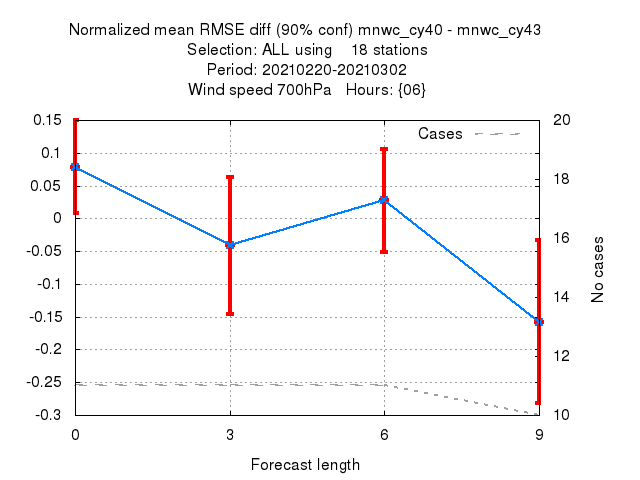 Normalized mean RMSE diff (90% conf) mnwc_cy40 - mnwc_cy43
Selection: ALL using    18 stations
Period: 20210220-20210302
Wind speed 700hPa   Hours: {06}
Cases
0.15
0.1
0.05
0
-0.05
-0.1
-0.15
-0.2
-0.25
-0.3
20
18
16
14
12
10
No cases
0 3 6 9
Forecast length